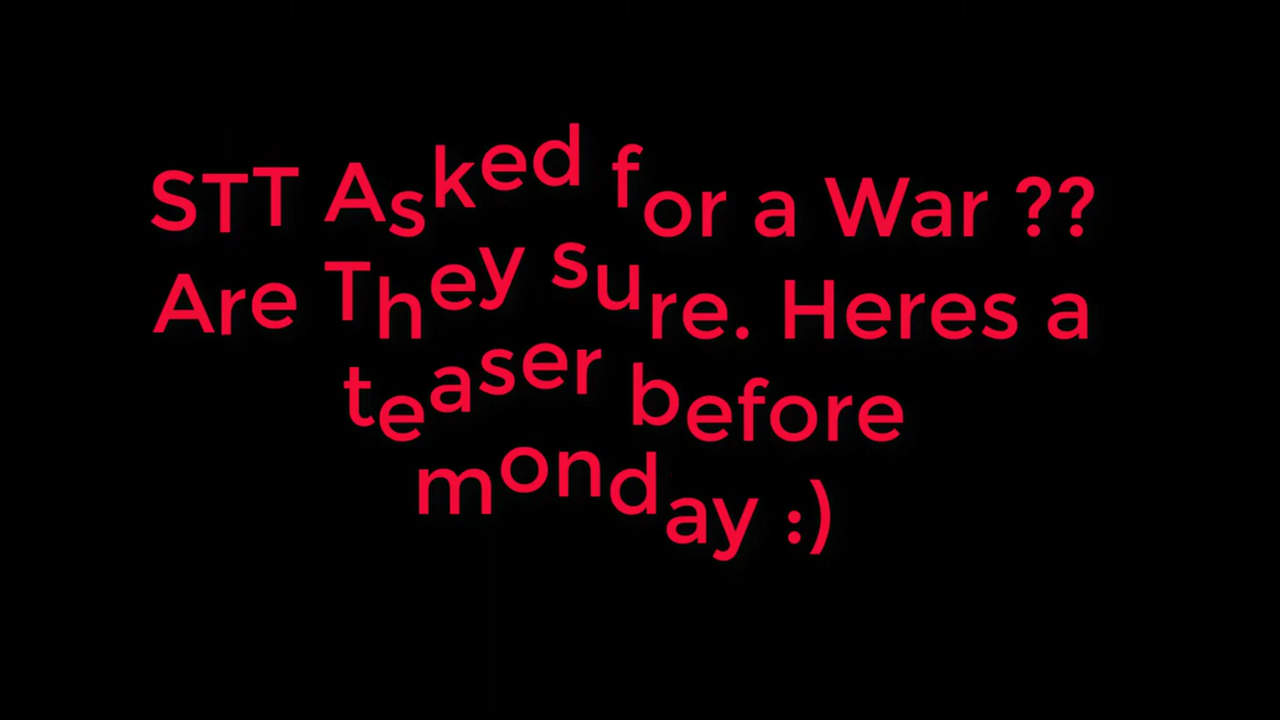 STT Asked for a War ??
Are They sure. Heres a
teaser before
monday :)